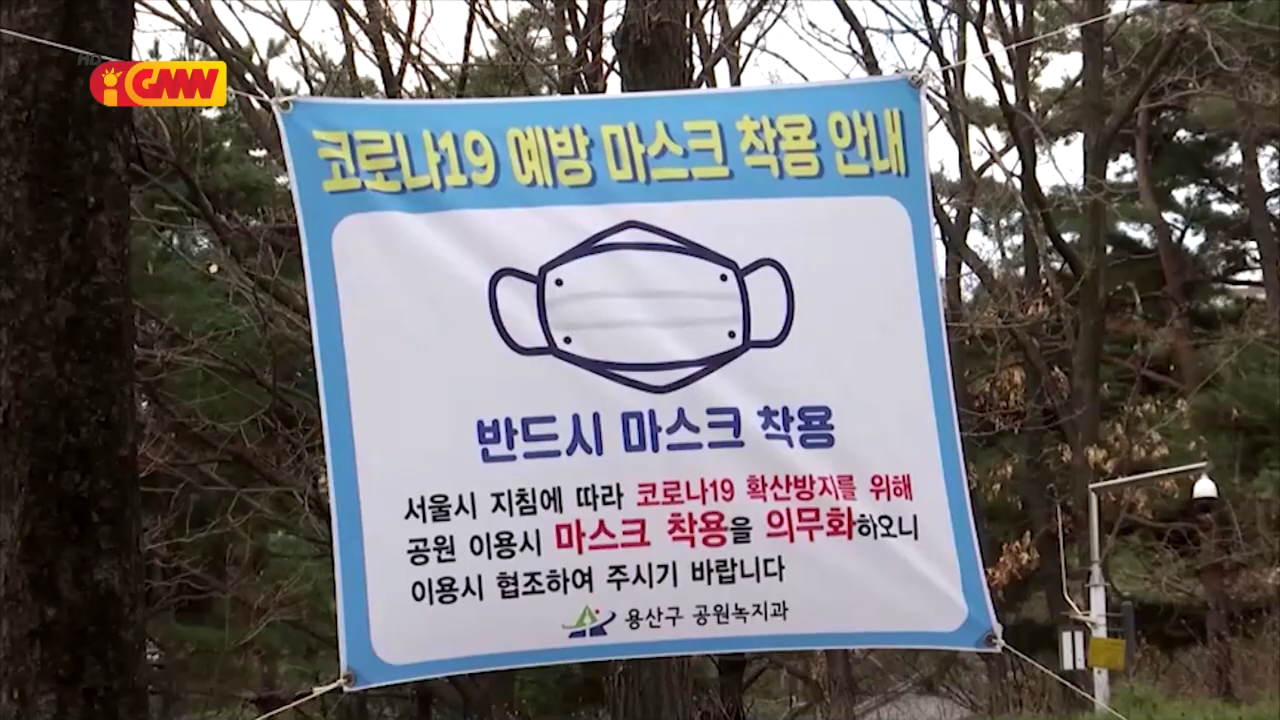 HD
iGMW
코로나19 예방 마스크 착용 안내
반드시 마스크 착용
서울시 지침에 따라 코로나19 확산방지를 위해
공원 이용시 마스크 착용을 의무화하오니
이용시 협조하여 주시기 바랍니다
용산구 공원녹지과